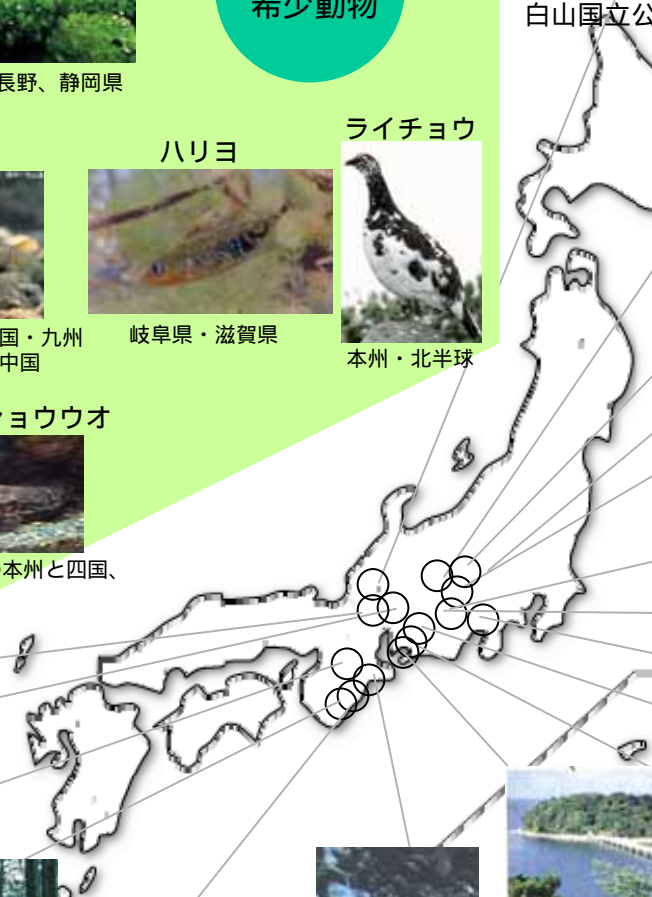 希少動物
白山国立公
長野、静岡県
ハリヨ
ライチョウ
国・九州
中国
岐阜県・滋賀県
本州・北半球
ョウウオ
本州と四国、